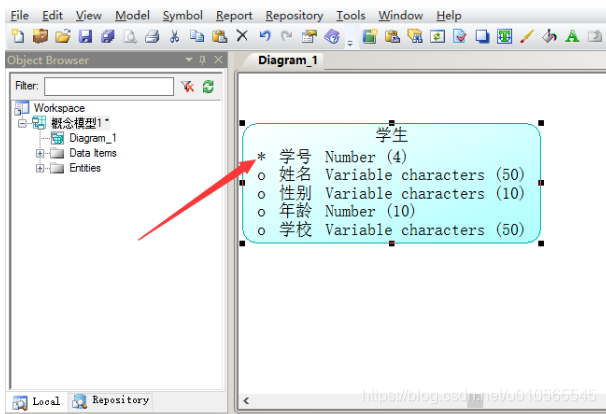 File Edit View Model Symbol Report Repository Tools Window Help
Object Browser
Diagram_1
Filter:
Workspace
概念模型1 *
Diagram_1
Data Items
Entities
学生
* 学号 Number (4)
o 姓名 Variable characters (50)
o 性别 Variable characters (10)
o 年龄 Number (10)
o 学校 Variable characters (50)
Local Repository
https://blog.csdn.net/u010565545